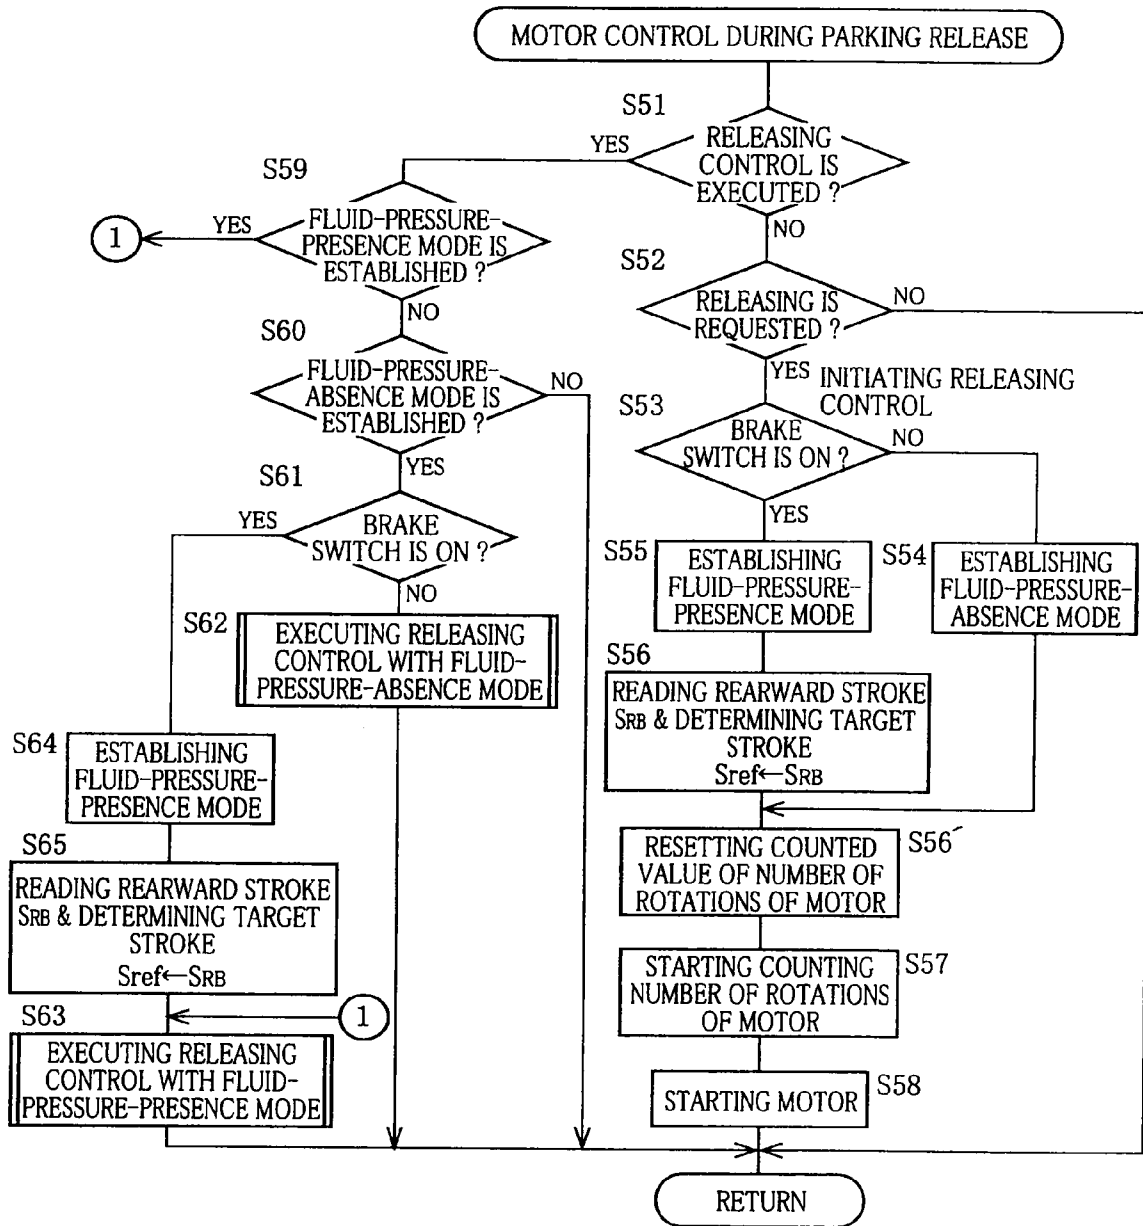 MOTOR CONTROL DURING PARKING RELEASE
S51
RELEASING
CONTROL IS
EXECUTED ?
YES
NO
S59
FLUID-PRESSURE-
PRESENCE MODE IS
ESTABLISHED ?
YES
1
NO
S52
RELEASING IS
REQUESTED ?
NO
YES
INITIATING RELEASING
CONTROL
S60
FLUID-PRESSURE-
ABSENCE MODE IS
ESTABLISHED ?
NO
YES
S53
BRAKE
SWITCH IS ON ?
NO
YES
S61
BRAKE
SWITCH IS ON ?
YES
NO
S55
ESTABLISHING
FLUID-PRESSURE-
PRESENCE MODE
S54
ESTABLISHING
FLUID-PRESSURE-
ABSENCE MODE
S62
EXECUTING RELEASING
CONTROL WITH FLUID-
PRESSURE-ABSENCE MODE
S56
READING REARWARD STROKE
SRB & DETERMINING TARGET
STROKE
Sref←SRB
S64
ESTABLISHING
FLUID-PRESSURE-
PRESENCE MODE
S56´
RESETTING COUNTED
VALUE OF NUMBER OF
ROTATIONS OF MOTOR
S65
READING REARWARD STROKE
SRB & DETERMINING TARGET
STROKE
Sref←SRB
S57
STARTING COUNTING
NUMBER OF ROTATIONS
OF MOTOR
1
S63
EXECUTING RELEASING
CONTROL WITH FLUID-
PRESSURE-PRESENCE MODE
S58
STARTING MOTOR
RETURN